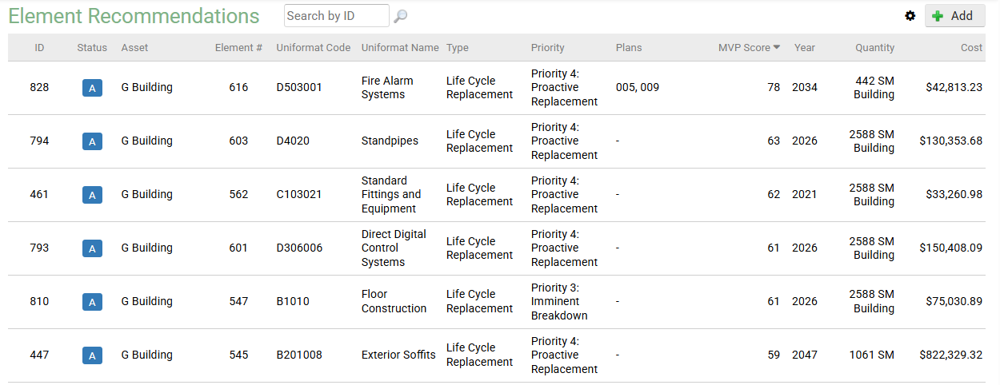 Element Recommendations Search by ID Add
ID Status Asset Element # Uniformat Code Uniformat Name Type Priority Plans MVP Score Year Quantity Cost
828 A G Building 616 D503001 Fire Alarm Systems Life Cycle Replacement Priority 4: Proactive Replacement 005, 009 78 2034 442 SM Building $42,813.23
794 A G Building 603 D4020 Standpipes Life Cycle Replacement Priority 4: Proactive Replacement - 63 2026 2588 SM Building $130,353.68
461 A G Building 562 C103021 Standard Fittings and Equipment Life Cycle Replacement Priority 4: Proactive Replacement - 62 2021 2588 SM Building $33,260.98
793 A G Building 601 D306006 Direct Digital Control Systems Life Cycle Replacement Priority 4: Proactive Replacement - 61 2026 2588 SM Building $150,408.09
810 A G Building 547 B1010 Floor Construction Life Cycle Replacement Priority 3: Imminent Breakdown - 61 2026 2588 SM Building $75,030.89
447 A G Building 545 B201008 Exterior Soffits Life Cycle Replacement Priority 4: Proactive Replacement - 59 2047 1061 SM $822,329.32